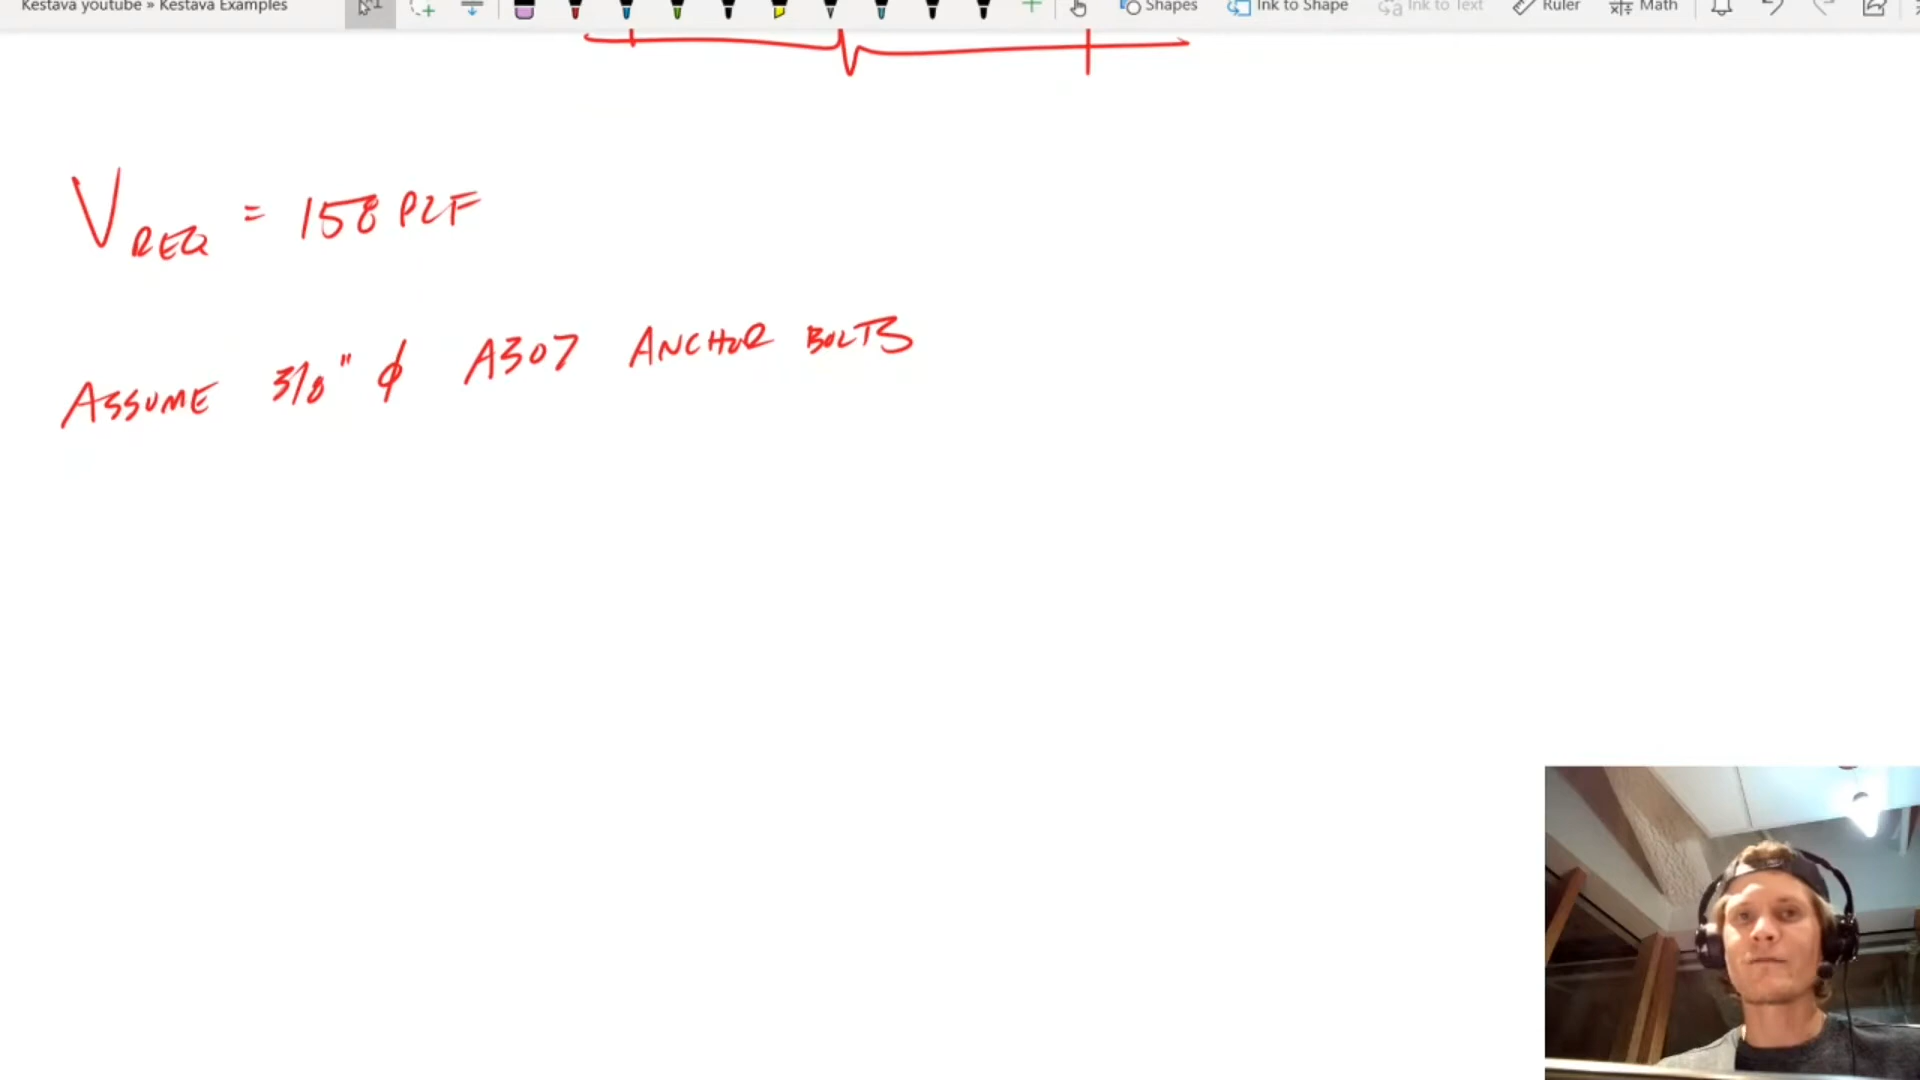 Kestava youtube » Kestava Examples
Shapes
Ink to Shape
Ink to Text
Ruler
Math
VREQ = 158 PLF
ASSUME 3/8" ϕ A307 ANCHOR BOLTS